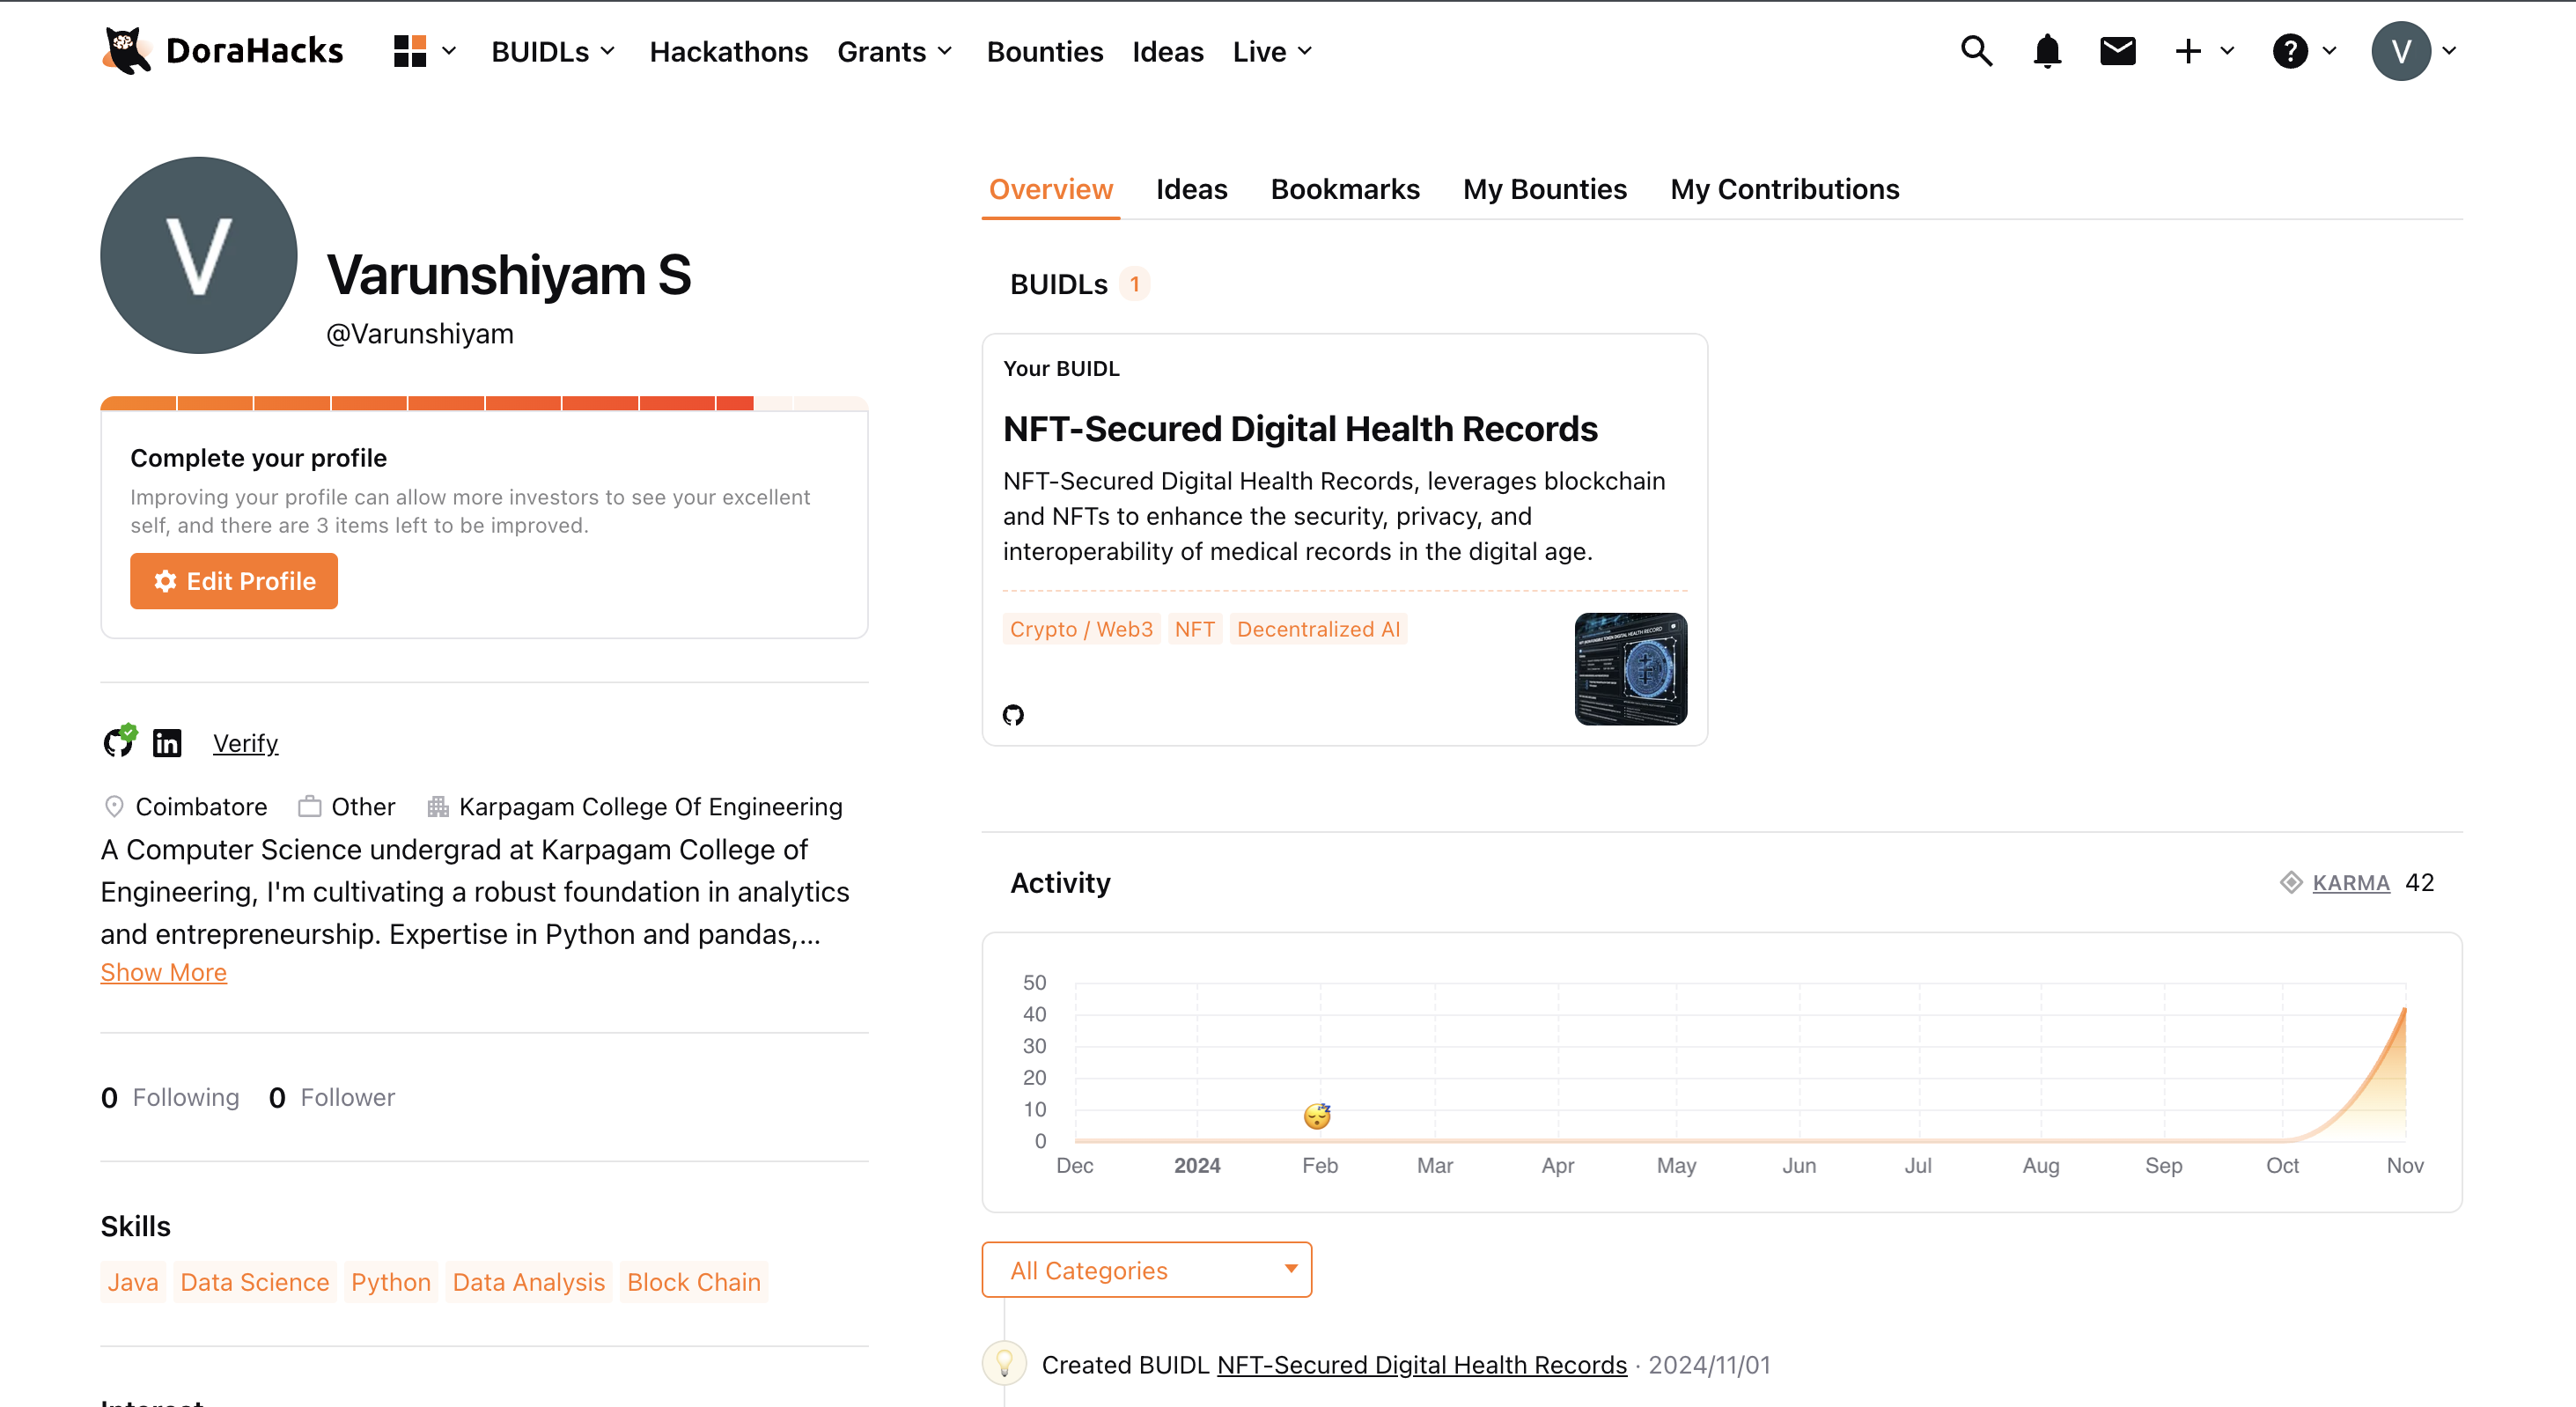 DoraHacks
BUIDLs
Hackathons
Grants
Bounties
Ideas
Live
V
V
Varunshiyam S
@Varunshiyam
Complete your profile
Improving your profile can allow more investors to see your excellent
self, and there are 3 items left to be improved.
Edit Profile
Verify
Coimbatore
Other
Karpagam College Of Engineering
A Computer Science undergrad at Karpagam College of
Engineering, I'm cultivating a robust foundation in analytics
and entrepreneurship. Expertise in Python and pandas,...
Show More
0 Following 0 Follower
Skills
Java Data Science Python Data Analysis Block Chain
Interest
Overview Ideas Bookmarks My Bounties My Contributions
BUIDLs 1
Your BUIDL
NFT-Secured Digital Health Records
NFT-Secured Digital Health Records, leverages blockchain
and NFTs to enhance the security, privacy, and
interoperability of medical records in the digital age.
Crypto / Web3 NFT Decentralized AI
Activity
KARMA 42
50
40
30
20
10
0
Dec 2024 Feb Mar Apr May Jun Jul Aug Sep Oct Nov
All Categories
Created BUIDL NFT-Secured Digital Health Records · 2024/11/01